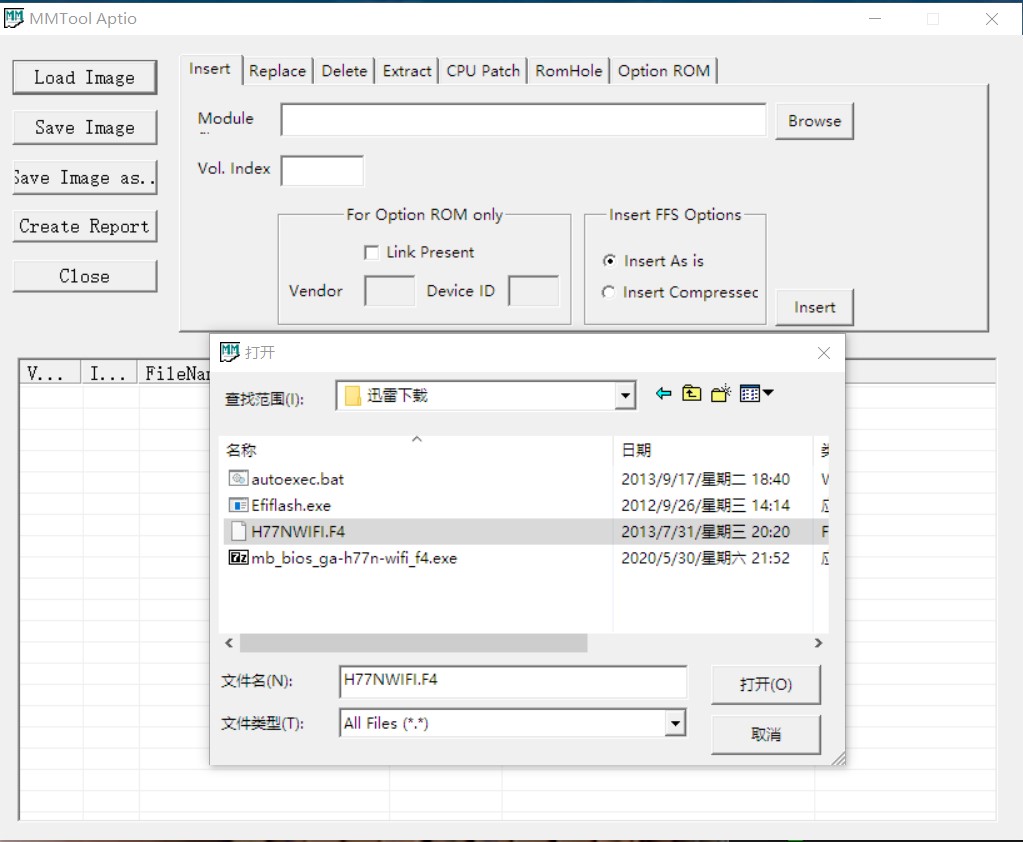 MMTool Aptio
Load Image
Save Image
Save Image as..
Create Report
Close
Insert Replace Delete Extract CPU Patch RomHole Option ROM
Module
Browse
Vol. Index
For Option ROM only
Link Present
Vendor
Device ID
Insert FFS Options
Insert As is
Insert Compressed
Insert
V... I... FileNam
打开
查找范围(I):
迅雷下载
名称 日期
autoexec.bat 2013/9/17/星期二 18:40
Efiflash.exe 2012/9/26/星期三 14:14
H77NWIFI.F4 2013/7/31/星期三 20:20
mb_bios_ga-h77n-wifi_f4.exe 2020/5/30/星期六 21:52
文件名(N):
H77NWIFI.F4
打开(O)
文件类型(T):
All Files (*.*)
取消